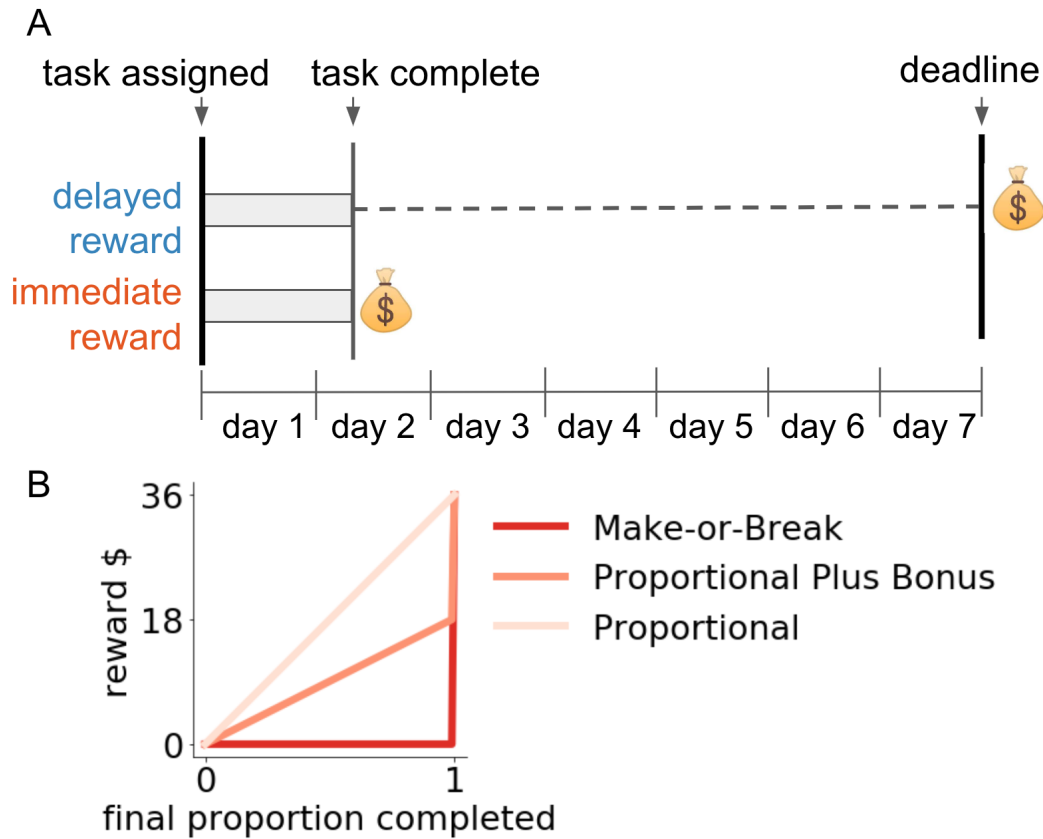 A
task assigned task complete deadline
delayed
reward
$
immediate
reward
$
day 1 day 2 day 3 day 4 day 5 day 6 day 7
B
reward $
36
18
0
0 1
final proportion completed
Make-or-Break
Proportional Plus Bonus
Proportional